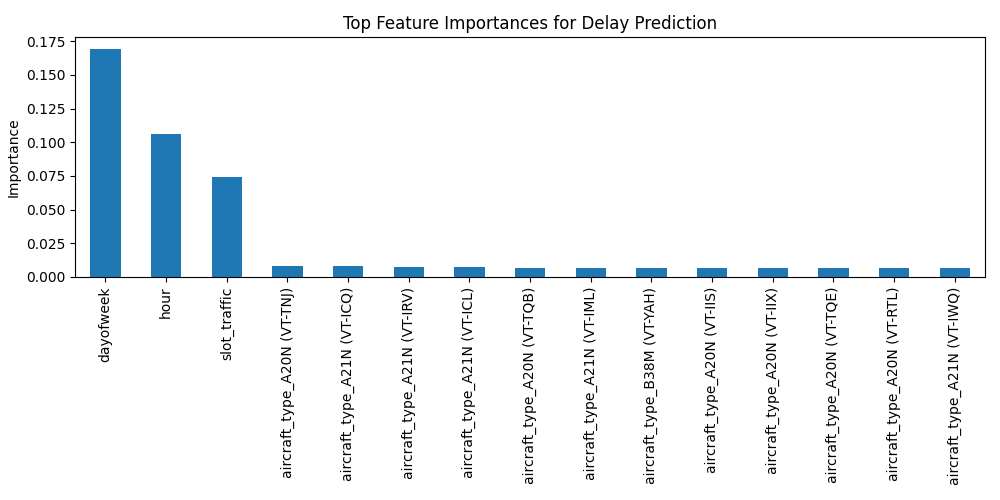 Top Feature Importances for Delay Prediction
Importance
0.175
0.150
0.125
0.100
0.075
0.050
0.025
0.000
dayofweek
hour
slot_traffic
aircraft_type_A20N (VT-TNJ)
aircraft_type_A21N (VT-ICQ)
aircraft_type_A21N (VT-IRV)
aircraft_type_A21N (VT-ICL)
aircraft_type_A20N (VT-TQB)
aircraft_type_A21N (VT-IML)
aircraft_type_B38M (VT-YAH)
aircraft_type_A20N (VT-IIS)
aircraft_type_A20N (VT-IIX)
aircraft_type_A20N (VT-TQE)
aircraft_type_A20N (VT-RTL)
aircraft_type_A21N (VT-IWQ)